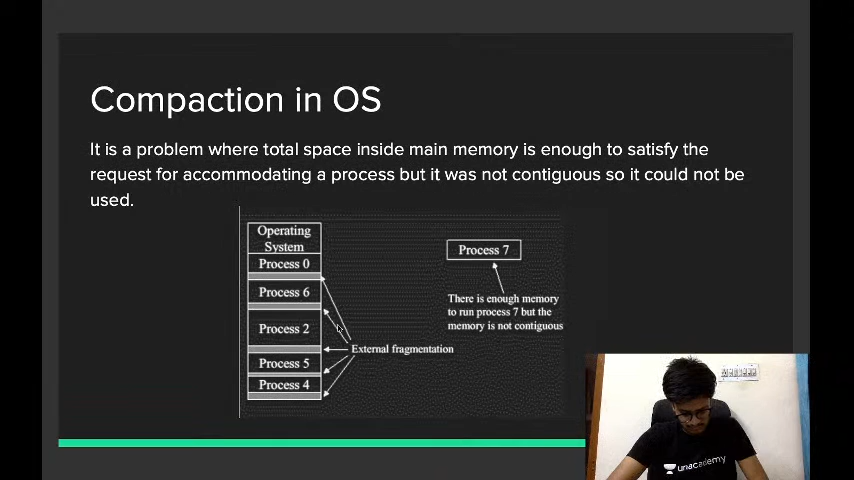 Compaction in OS
It is a problem where total space inside main memory is enough to satisfy the
request for accommodating a process but it was not contiguous so it could not be
used.
Operating
System
Process 0
Process 6
Process 2
Process 5
Process 4
External fragmentation
Process 7
There is enough memory
to run process 7 but the
memory is not contiguous
unacademy